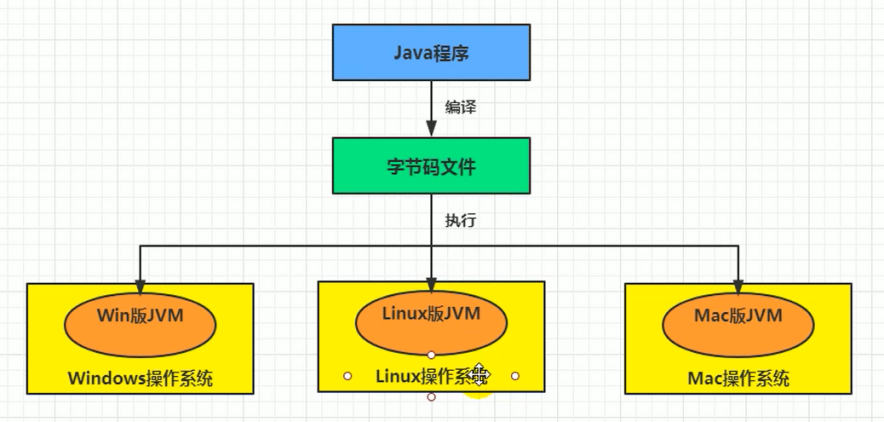 Java程序
编译
字节码文件
执行
Win版JVM
Windows操作系统
Linux版JVM
Linux操作系统
Mac版JVM
Mac操作系统